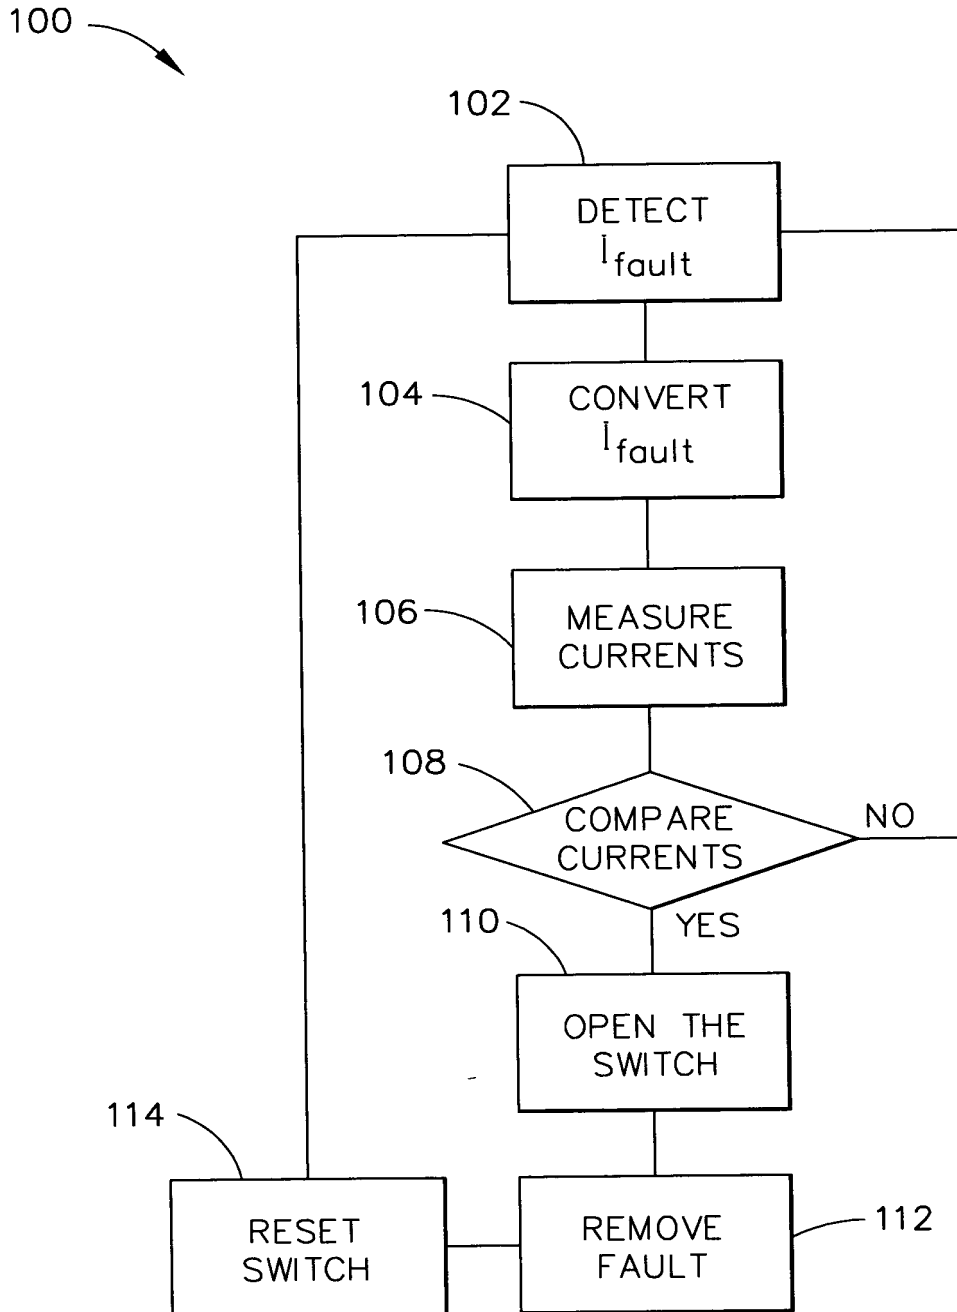 100
102
DETECT
Ifault
104
CONVERT
Ifault
106
MEASURE
CURRENTS
108
COMPARE
CURRENTS
NO
YES
110
OPEN THE
SWITCH
114
RESET
SWITCH
REMOVE
FAULT
112